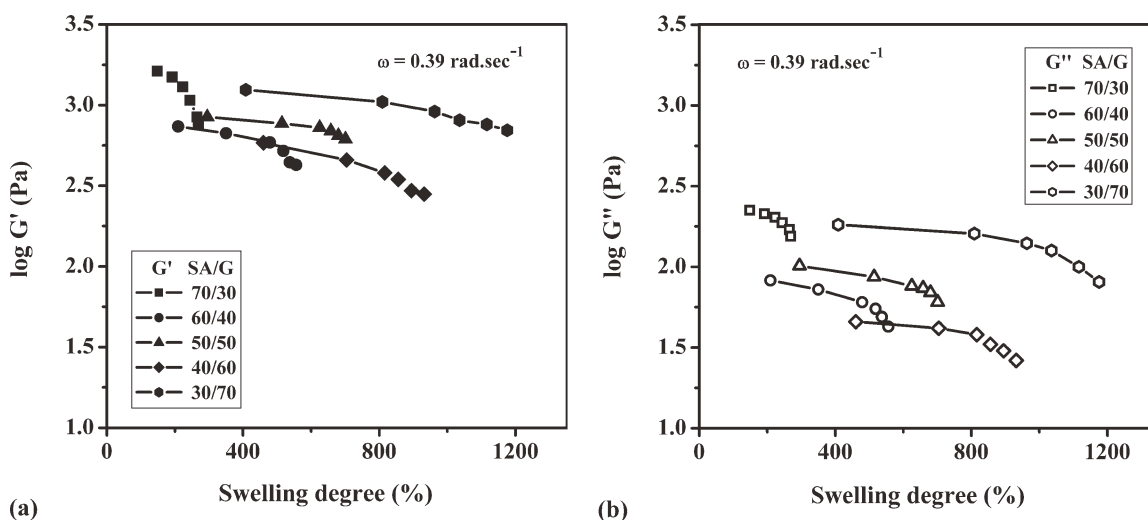 ω = 0.39 rad.sec⁻¹
log G' (Pa)
3.5
3.0
2.5
2.0
1.5
1.0
G' SA/G
70/30
60/40
50/50
40/60
30/70
0 400 800 1200
Swelling degree (%)
(a)
ω = 0.39 rad.sec⁻¹
G'' SA/G
70/30
60/40
50/50
40/60
30/70
log G'' (Pa)
3.5
3.0
2.5
2.0
1.5
1.0
0 400 800 1200
Swelling degree (%)
(b)